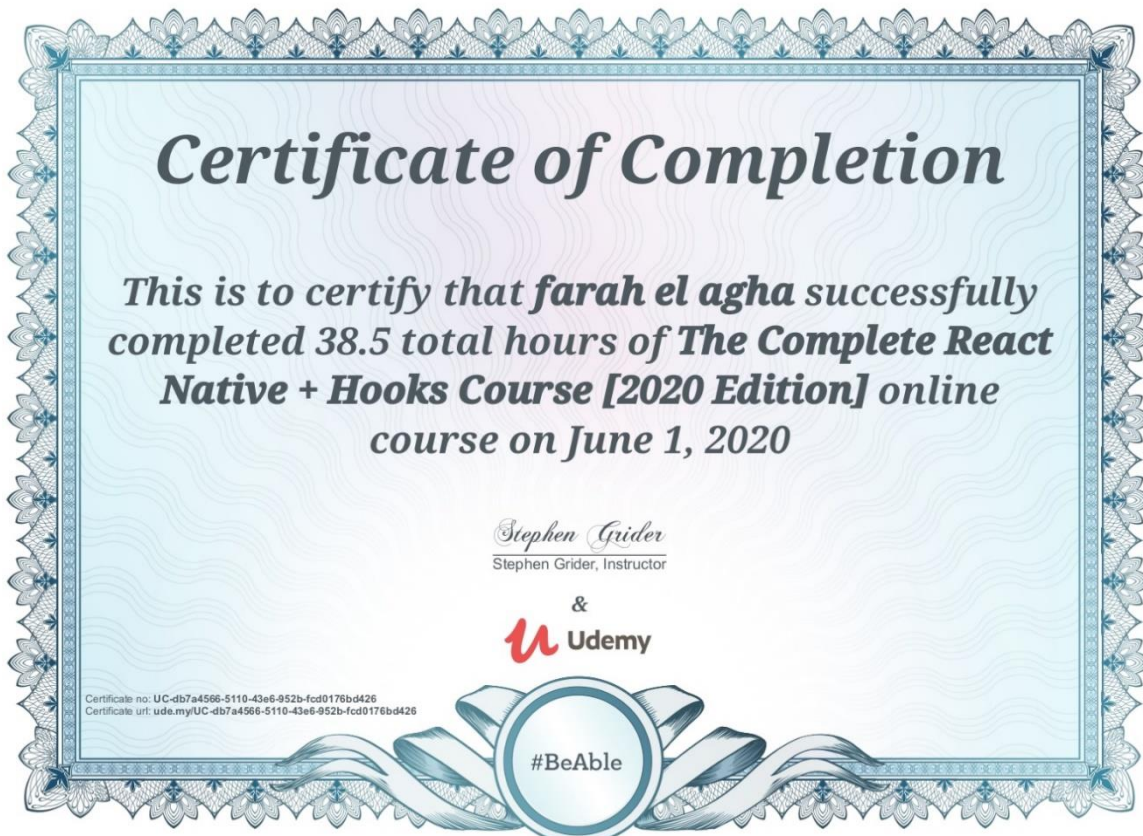 Certificate of Completion
This is to certify that farah el agha successfully
completed 38.5 total hours of The Complete React
Native + Hooks Course [2020 Edition] online
course on June 1, 2020
Stephen Grider
Stephen Grider, Instructor
&
Udemy
Certificate no: UC-db7a4566-5110-43e6-952b-fcd0176bd426
Certificate url: ude.my/UC-db7a4566-5110-43e6-952b-fcd0176bd426
#BeAble